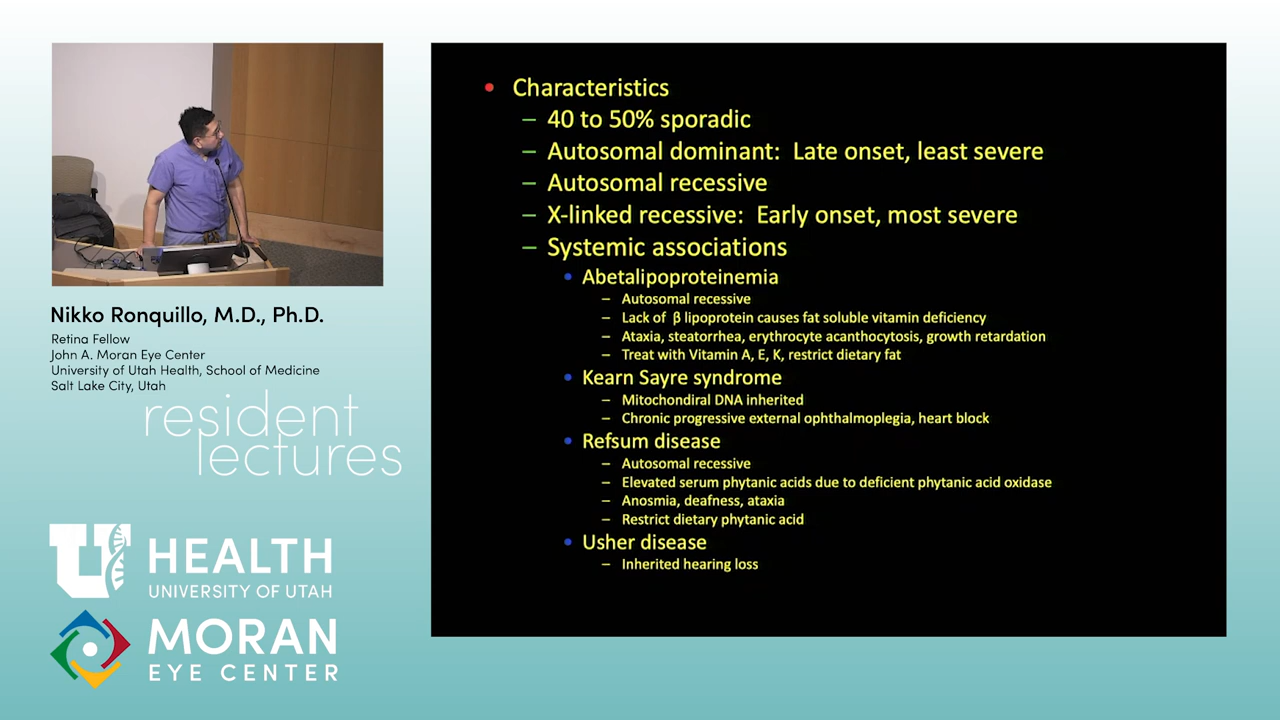 Nikko Ronquillo, M.D., Ph.D.
Retina Fellow
John A. Moran Eye Center
University of Utah Health, School of Medicine
Salt Lake City, Utah
resident
lectures
U HEALTH
UNIVERSITY OF UTAH
MORAN
EYE CENTER
• Characteristics
– 40 to 50% sporadic
– Autosomal dominant: Late onset, least severe
– Autosomal recessive
– X-linked recessive: Early onset, most severe
– Systemic associations
• Abetalipoproteinemia
– Autosomal recessive
– Lack of β lipoprotein causes fat soluble vitamin deficiency
– Ataxia, steatorrhea, erythrocyte acanthocytosis, growth retardation
– Treat with Vitamin A, E, K, restrict dietary fat
• Kearn Sayre syndrome
– Mitochondiral DNA inherited
– Chronic progressive external ophthalmoplegia, heart block
• Refsum disease
– Autosomal recessive
– Elevated serum phytanic acids due to deficient phytanic acid oxidase
– Anosmia, deafness, ataxia
– Restrict dietary phytanic acid
• Usher disease
– Inherited hearing loss